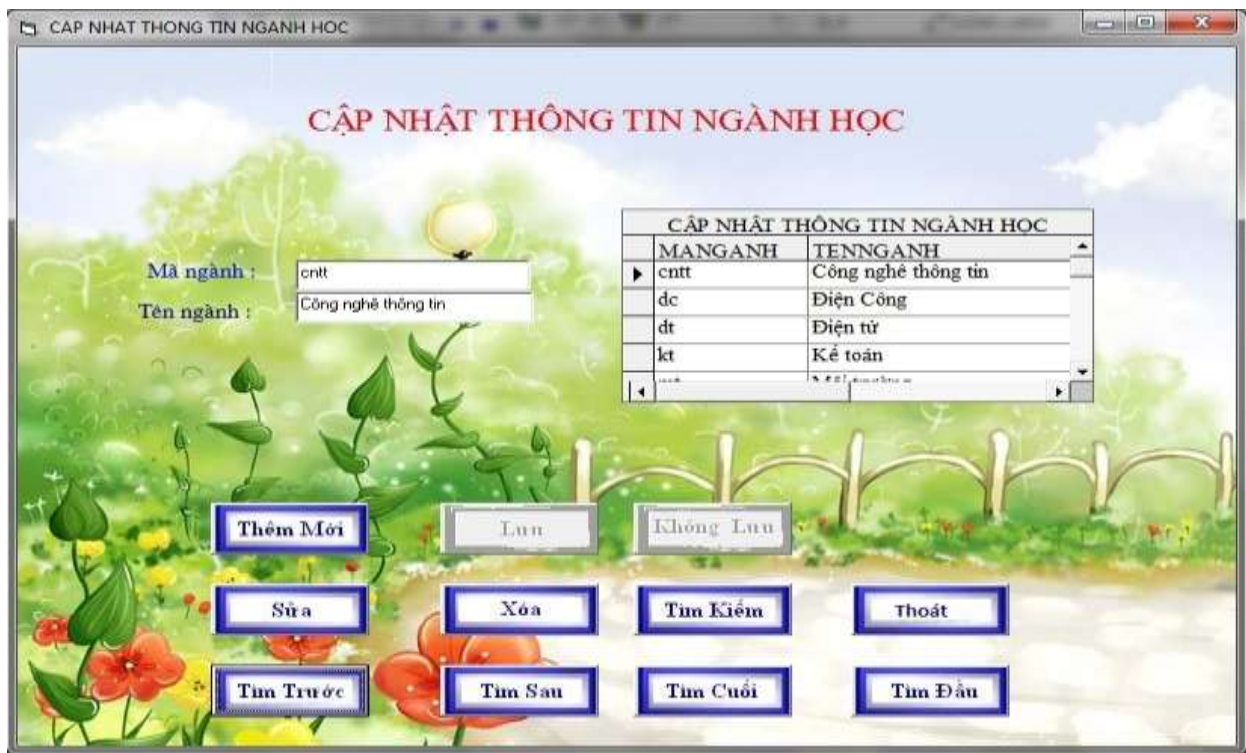 CAP NHAT THONG TIN NGANH HOC
CẬP NHẬT THÔNG TIN NGÀNH HỌC
CẬP NHẬT THÔNG TIN NGÀNH HỌC
MANGANH TENNGANH
cntt Công nghê thông tin
dc Điện Công
dt Điện tử
kt Kế toán
Mã ngành : cntt
Tên ngành : Công nghê thông tin
Thêm Mới Lưu Không Lưu
Sửa Xóa Tìm Kiếm Thoát
Tìm Trước Tìm Sau Tìm Cuối Tìm Đầu